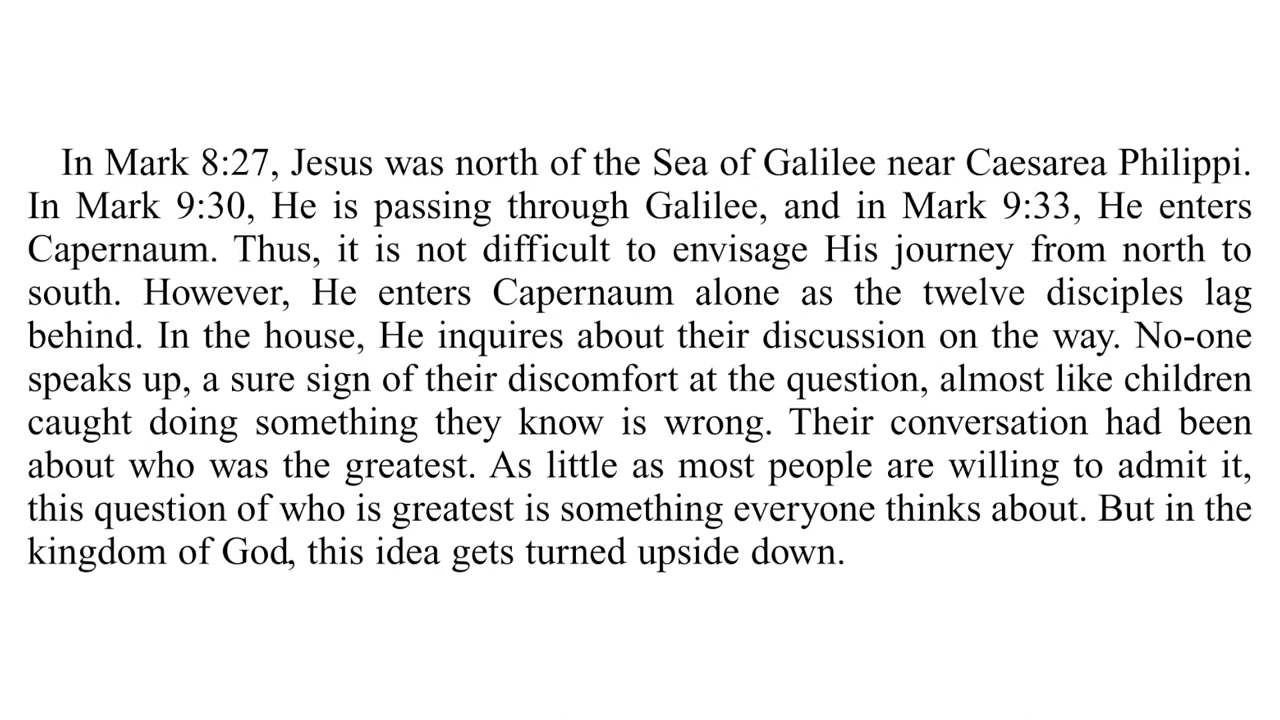 In Mark 8:27, Jesus was north of the Sea of Galilee near Caesarea Philippi.
In Mark 9:30, He is passing through Galilee, and in Mark 9:33, He enters
Capernaum. Thus, it is not difficult to envisage His journey from north to
south. However, He enters Capernaum alone as the twelve disciples lag
behind. In the house, He inquires about their discussion on the way. No-one
speaks up, a sure sign of their discomfort at the question, almost like children
caught doing something they know is wrong. Their conversation had been
about who was the greatest. As little as most people are willing to admit it,
this question of who is greatest is something everyone thinks about. But in the
kingdom of God, this idea gets turned upside down.